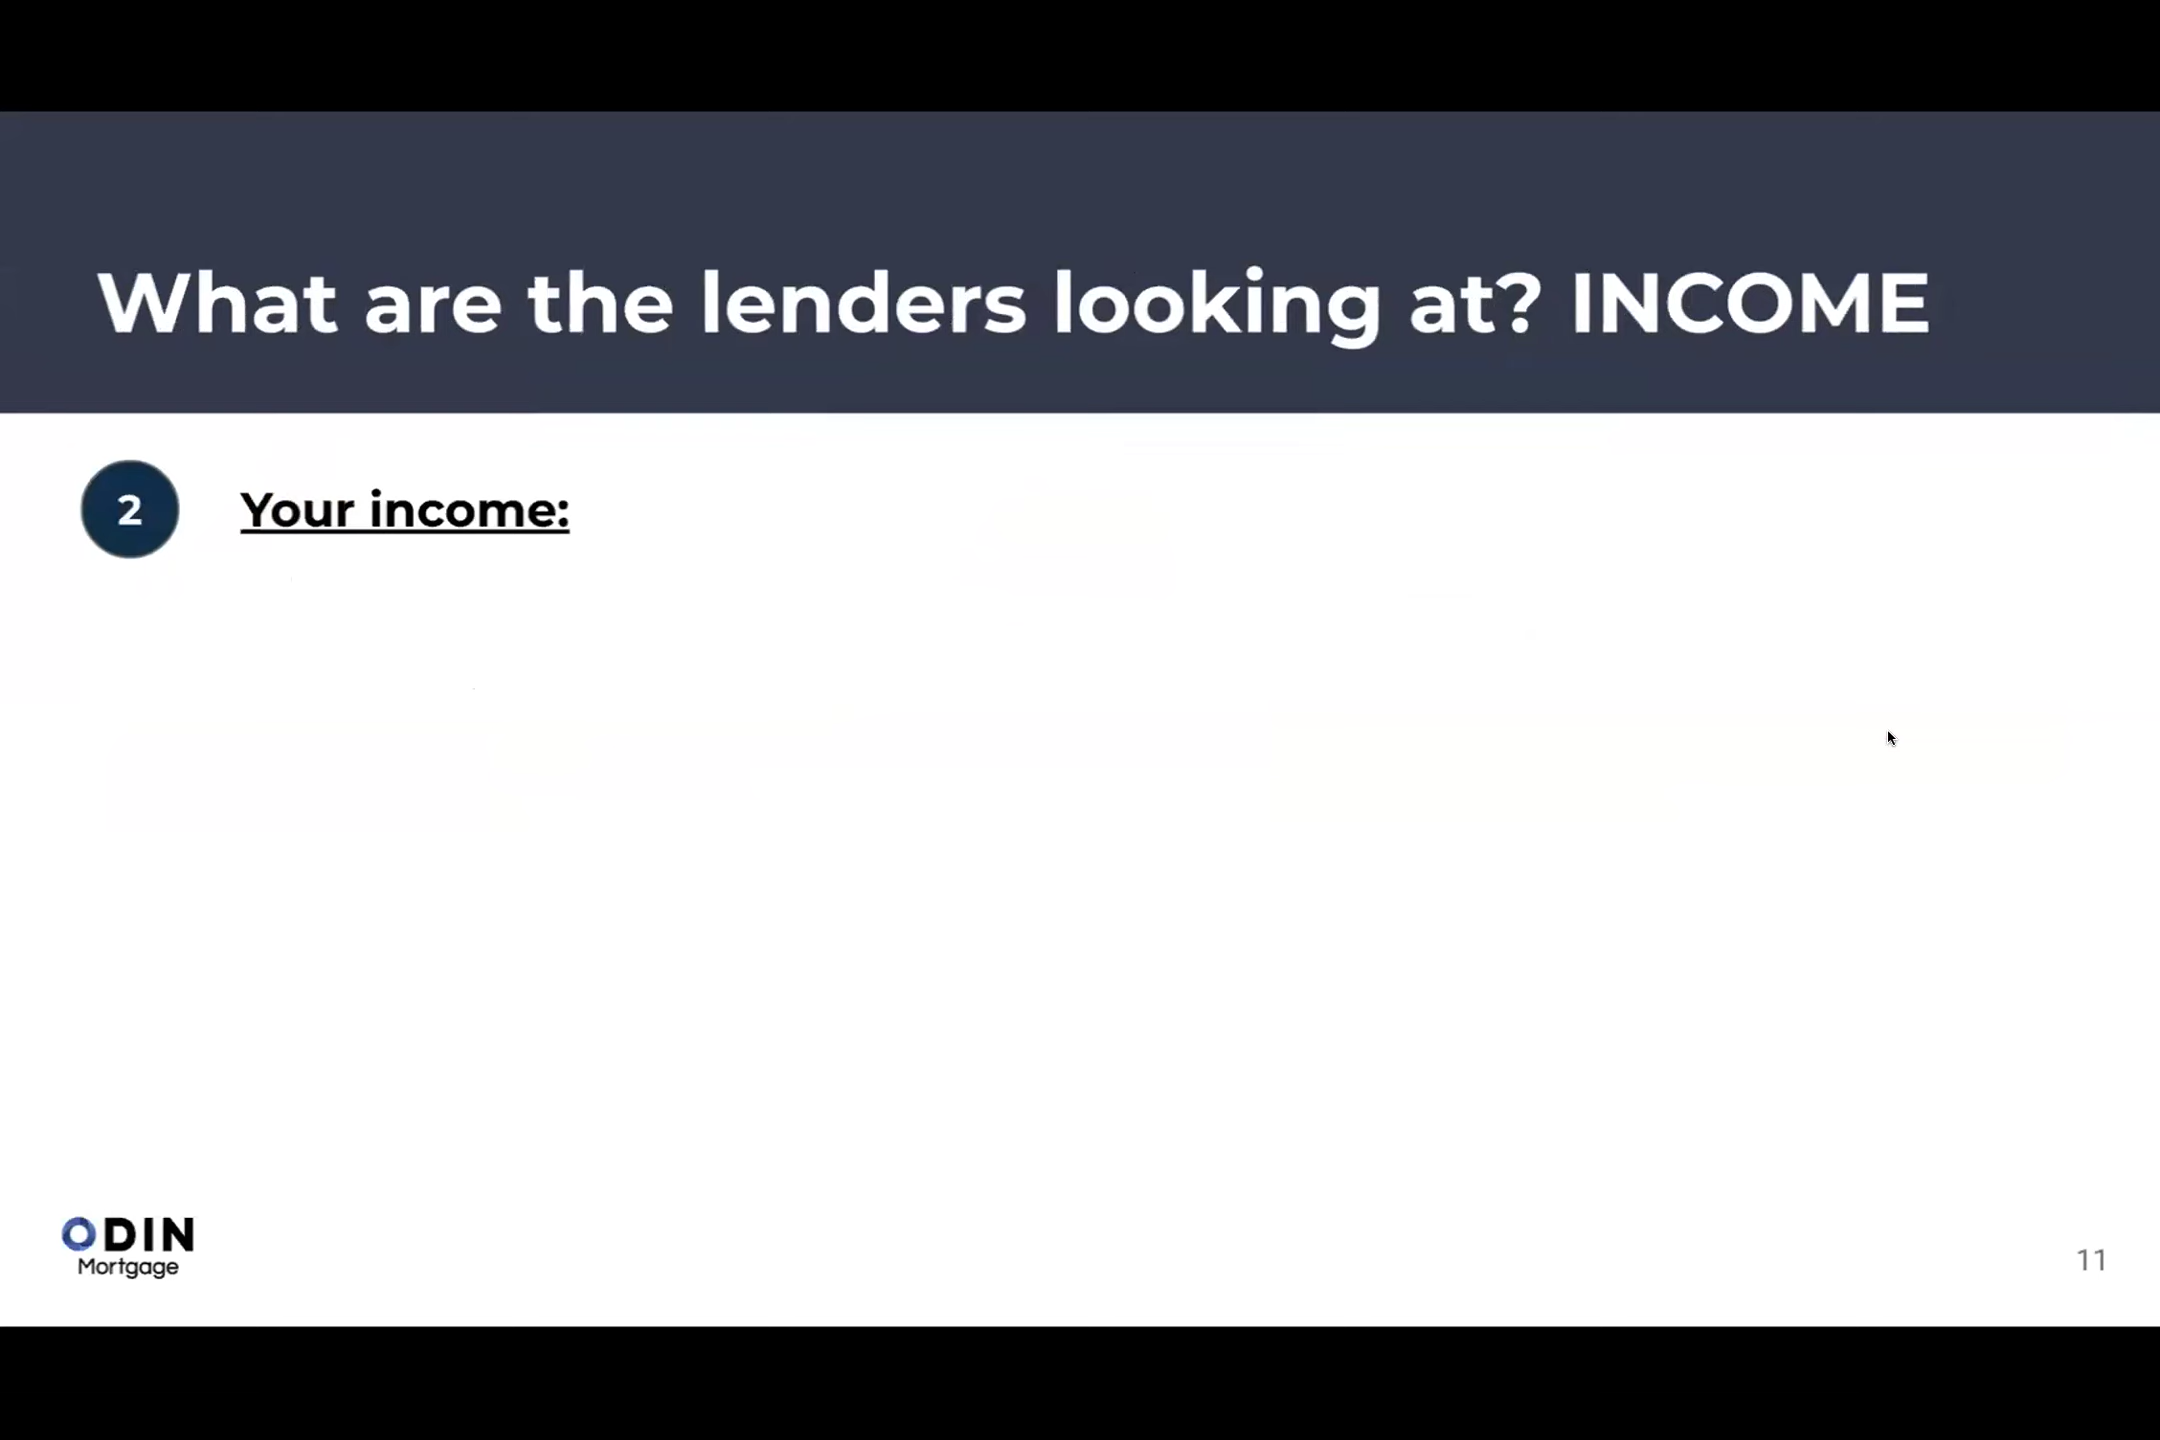 What are the lenders looking at? INCOME
2
Your income:
ODIN
Mortgage
11